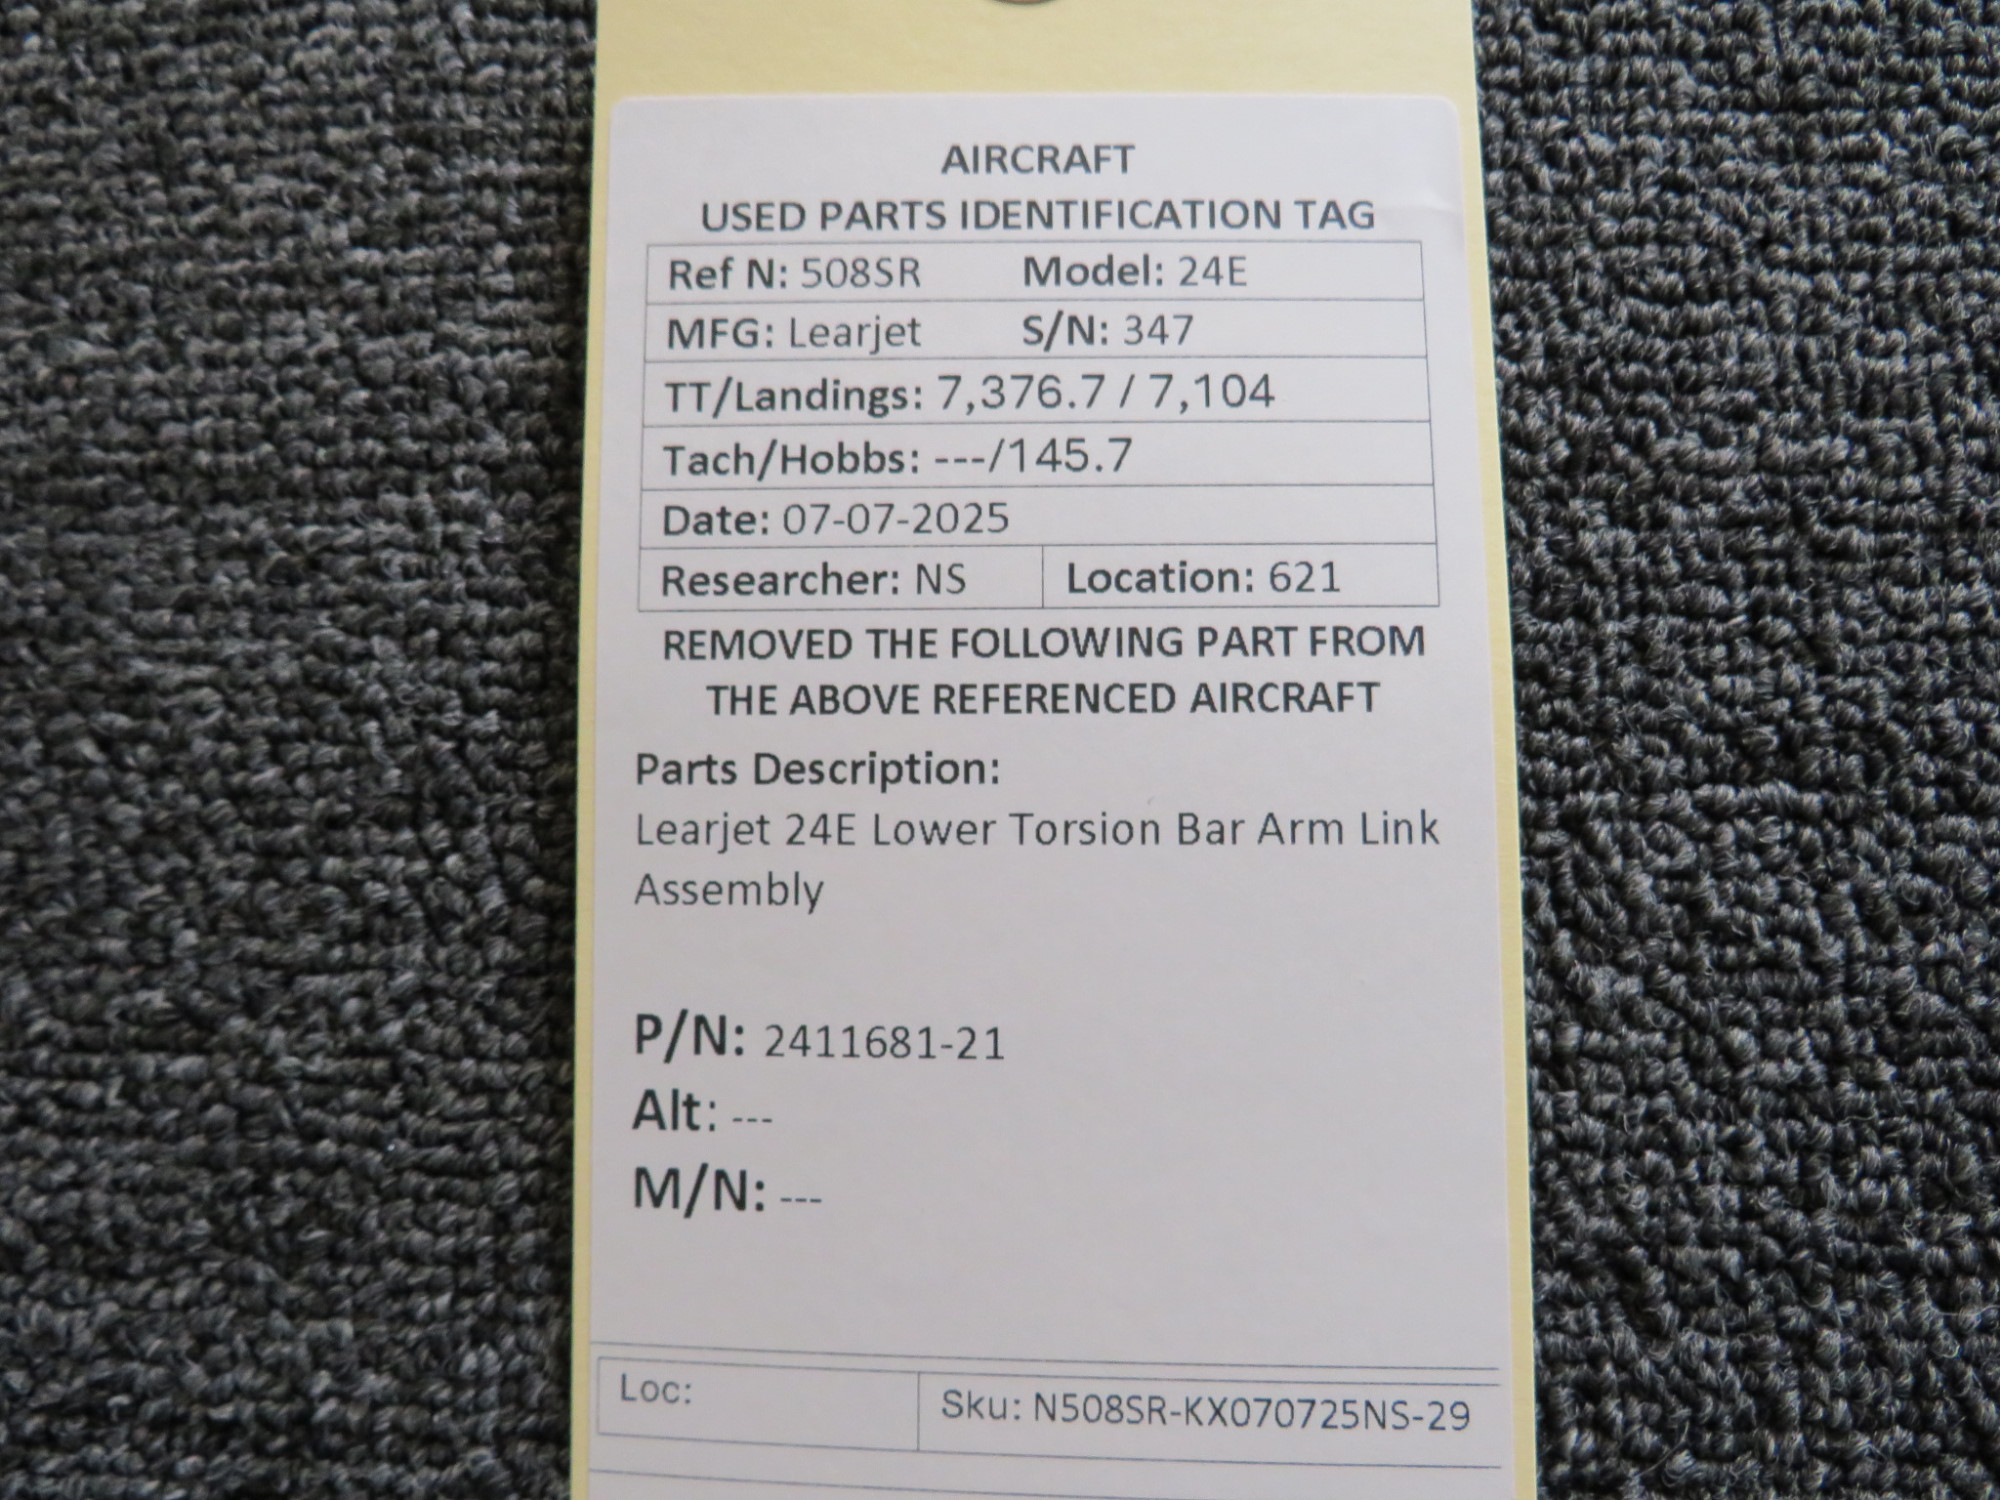 AIRCRAFT
USED PARTS IDENTIFICATION TAG
Ref N: 508SR Model: 24E
MFG: Learjet S/N: 347
TT/Landings: 7,376.7 / 7,104
Tach/Hobbs: ---/145.7
Date: 07-07-2025
Researcher: NS Location: 621
REMOVED THE FOLLOWING PART FROM
THE ABOVE REFERENCED AIRCRAFT
Parts Description:
Learjet 24E Lower Torsion Bar Arm Link
Assembly
P/N: 2411681-21
Alt: ---
M/N: ---
Loc: Sku: N508SR-KX070725NS-29